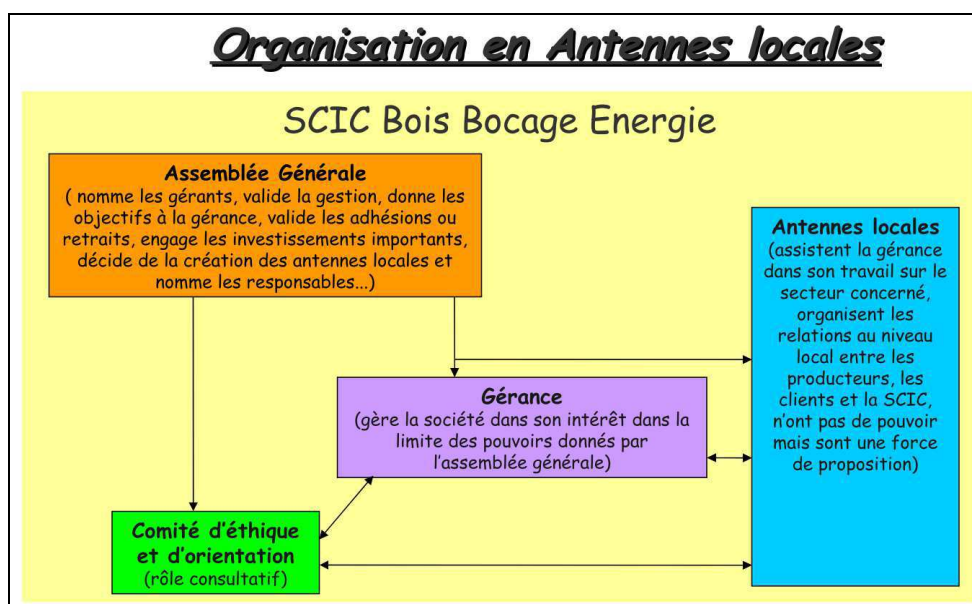 Organisation en Antennes locales
SCIC Bois Bocage Energie
Assemblée Générale
( nomme les gérants, valide la gestion, donne les
objectifs à la gérance, valide les adhésions ou
retraits, engage les investissements importants,
décide de la création des antennes locales et
nomme les responsables...)
Antennes locales
(assistent la gérance
dans son travail sur le
secteur concerné,
organisent les
relations au niveau
local entre les
producteurs, les
clients et la SCIC,
n'ont pas de pouvoir
mais sont une force
de proposition)
Gérance
(gère la société dans son intérêt dans la
limite des pouvoirs donnés par
l'assemblée générale)
Comité d'éthique
et d'orientation
(rôle consultatif)